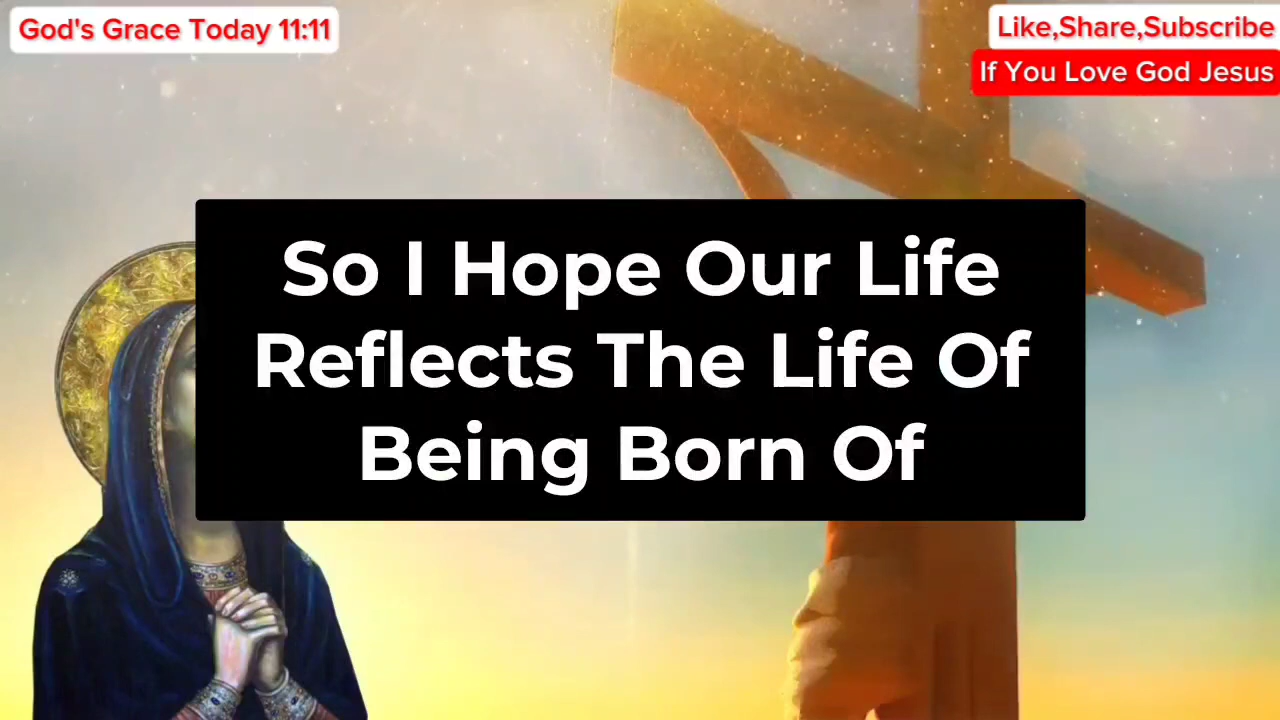 God's Grace Today 11:11
Like,Share,Subscribe
If You Love God Jesus
So I Hope Our Life
Reflects The Life Of
Being Born Of